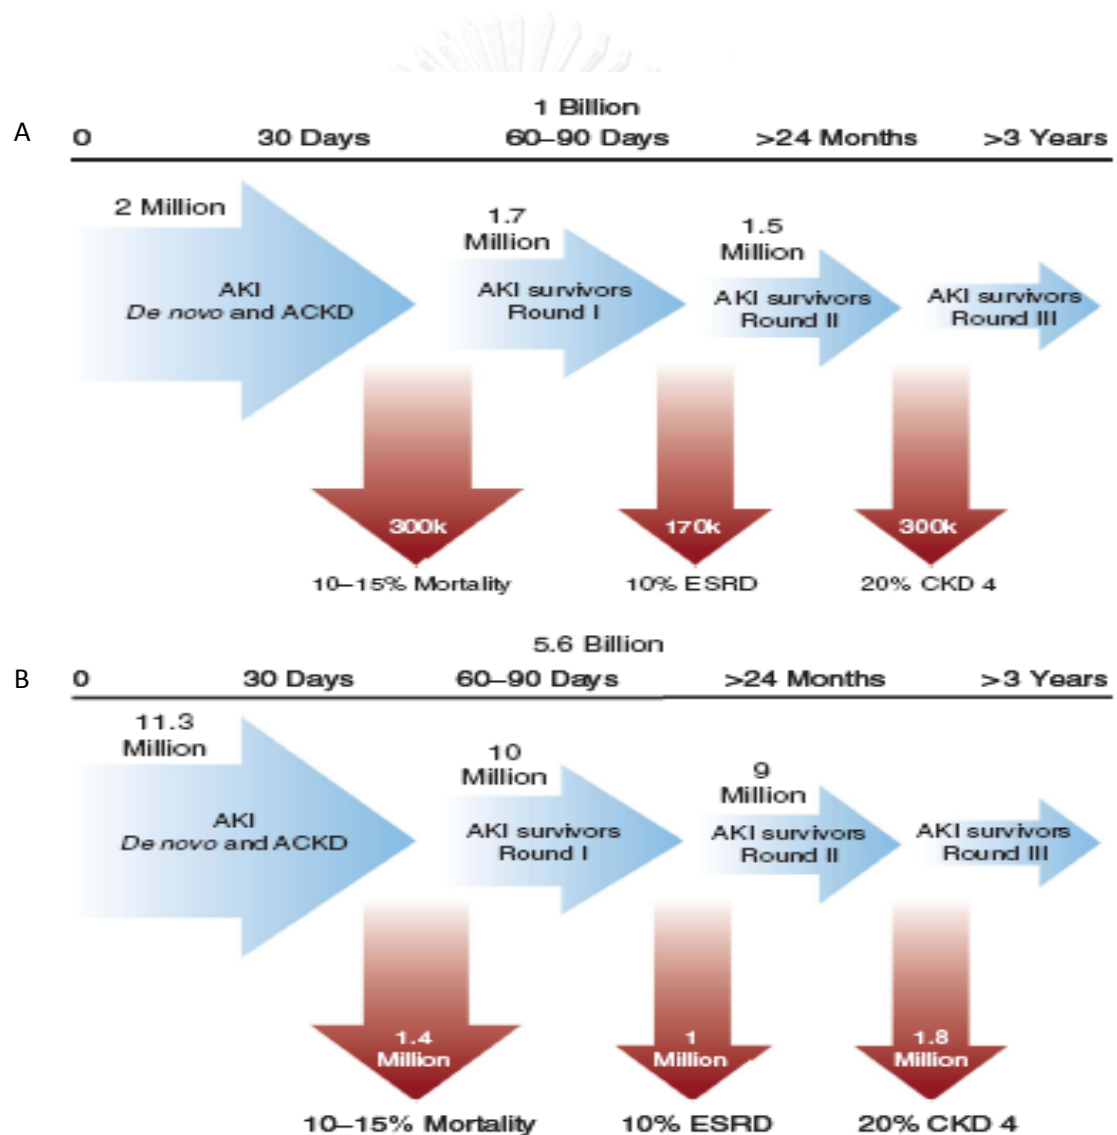 1 Billion
A 0 30 Days 60–90 Days >24 Months >3 Years
2 Million
1.7
Million
1.5
Million
AKI
De novo and ACKD
AKI survivors
Round I
AKI survivors
Round II
AKI survivors
Round III
300k 170k 300k
10–15% Mortality 10% ESRD 20% CKD 4
5.6 Billion
B 0 30 Days 60–90 Days >24 Months >3 Years
11.3
Million
10
Million
9
Million
AKI
De novo and ACKD
AKI survivors
Round I
AKI survivors
Round II
AKI survivors
Round III
1.4
Million
1
Million
1.8
Million
10–15% Mortality 10% ESRD 20% CKD 4